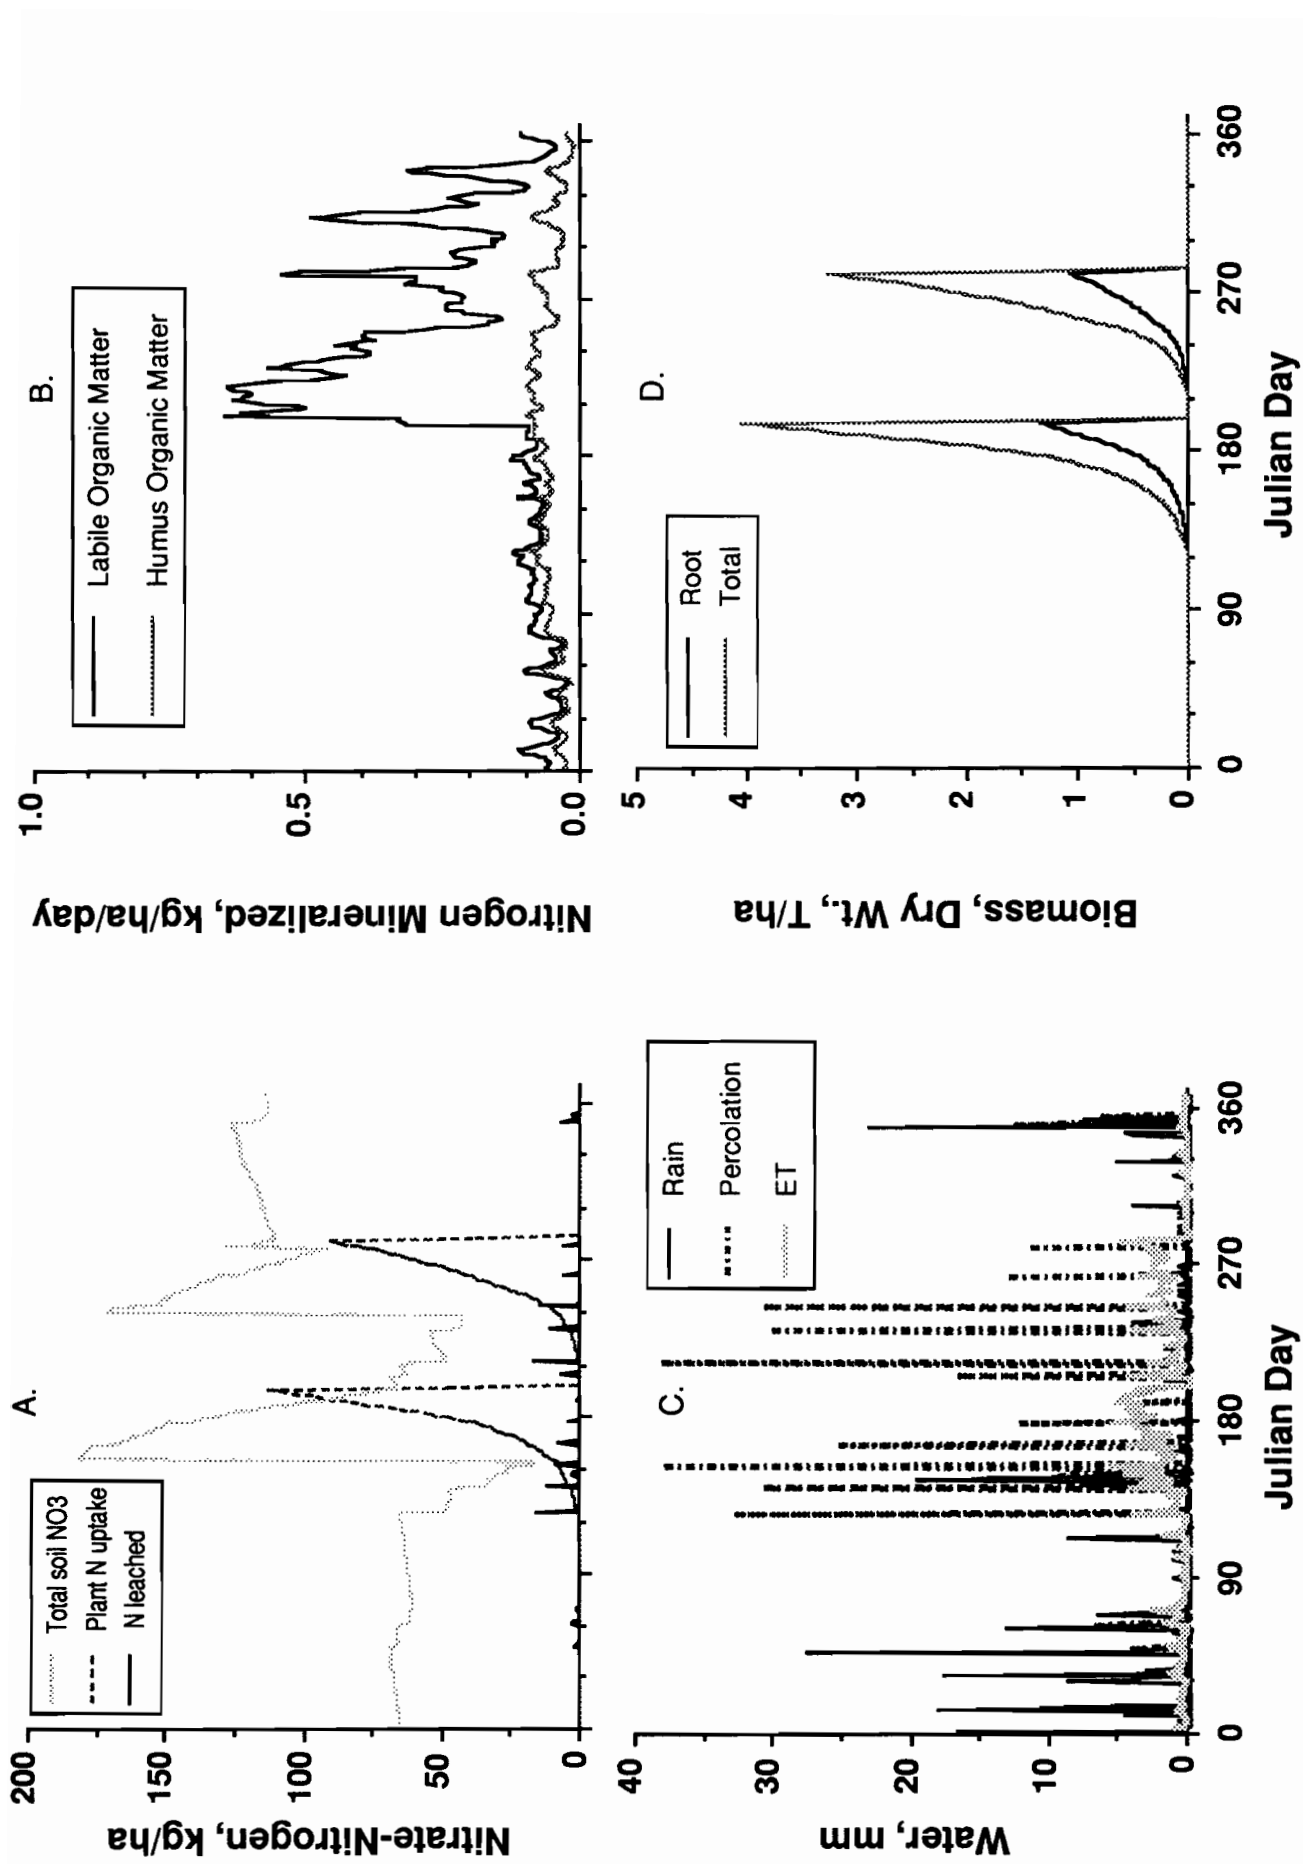 A.
Total soil NO3
Plant N uptake
N leached
Nitrate-Nitrogen, kg/ha
200
150
100
50
0
B.
Labile Organic Matter
Humus Organic Matter
Nitrogen Mineralized, kg/ha/day
1.0
0.5
0.0
C.
Rain
Percolation
ET
Water, mm
40
30
20
10
0
0 90 180 270 360
Julian Day
D.
Root
Total
Biomass, Dry Wt., T/ha
5
4
3
2
1
0
0 90 180 270 360
Julian Day